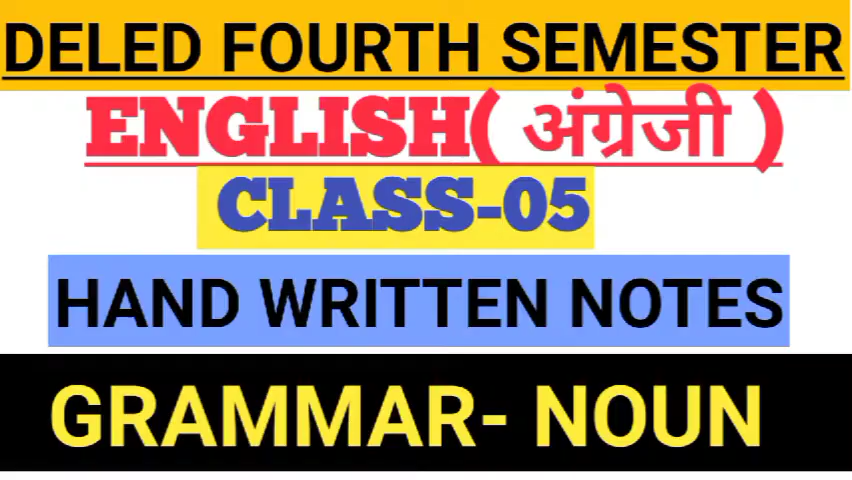 DELED FOURTH SEMESTER
ENGLISH( अंग्रेजी )
CLASS-05
HAND WRITTEN NOTES
GRAMMAR- NOUN